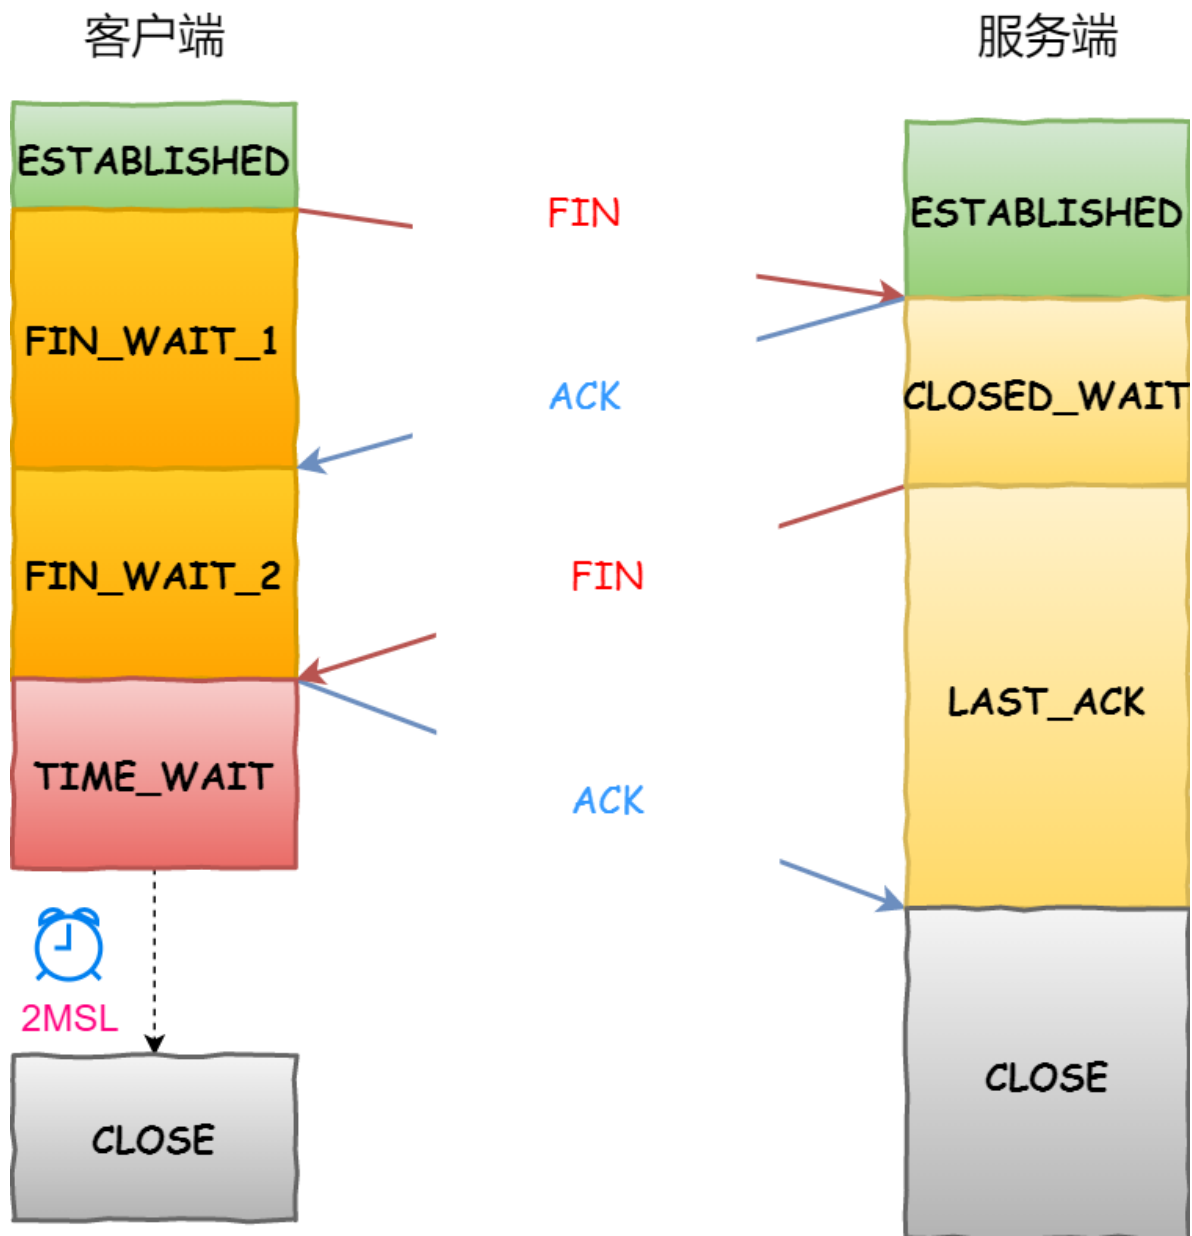 客户端
服务端
ESTABLISHED
FIN
ESTABLISHED
FIN_WAIT_1
ACK
CLOSED_WAIT
FIN_WAIT_2
FIN
LAST_ACK
TIME_WAIT
ACK
2MSL
CLOSE
CLOSE